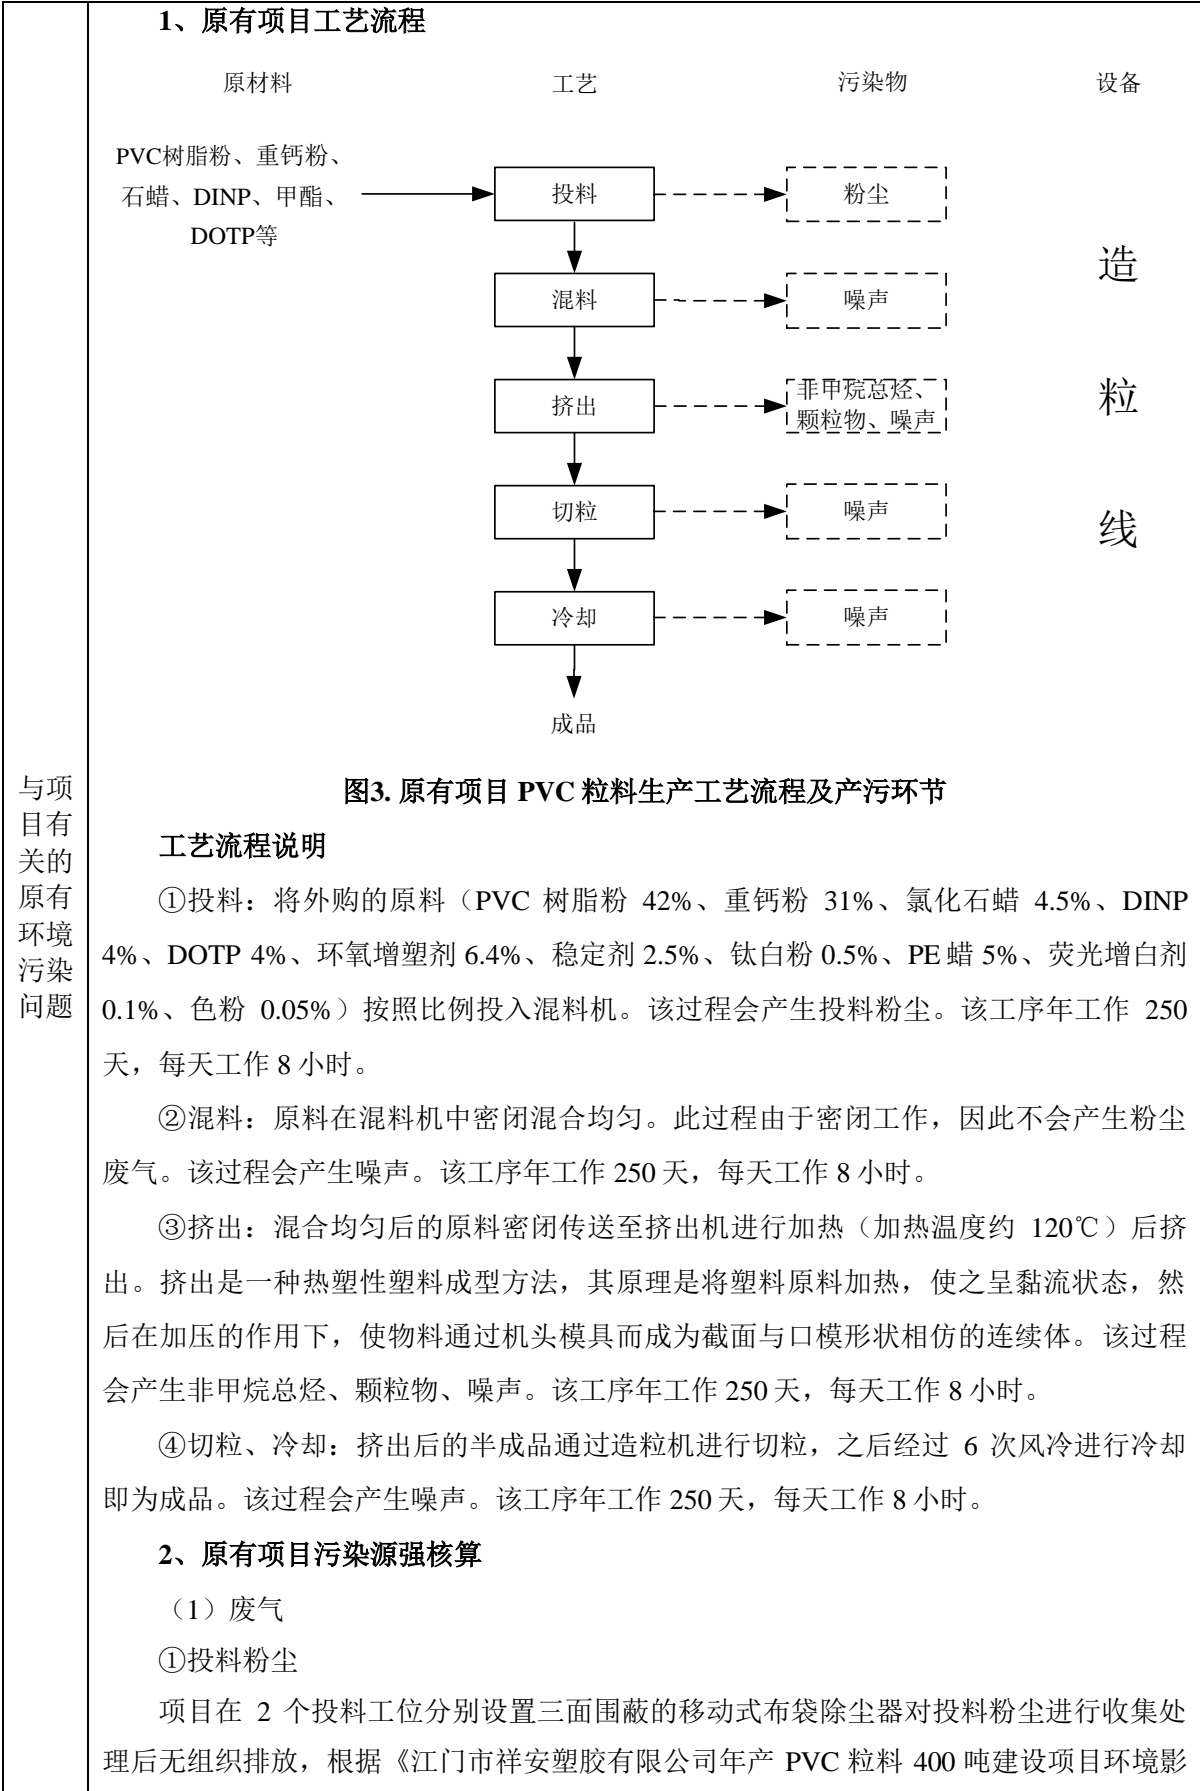 1、原有项目工艺流程
原材料 工艺 污染物 设备
PVC树脂粉、重钙粉、
石蜡、DINP、甲酯、
DOTP等
投料 粉尘
混料 噪声
挤出 非甲烷总烃、
颗粒物、噪声
切粒 噪声
冷却 噪声
成品
造
粒
线
图3. 原有项目 PVC 粒料生产工艺流程及产污环节
与项
目有
关的
原有
环境
污染
问题
工艺流程说明
①投料：将外购的原料（PVC 树脂粉 42%、重钙粉 31%、氯化石蜡 4.5%、DINP
4%、DOTP 4%、环氧增塑剂 6.4%、稳定剂 2.5%、钛白粉 0.5%、PE 蜡 5%、荧光增白剂
0.1%、色粉 0.05%）按照比例投入混料机。该过程会产生投料粉尘。该工序年工作 250
天，每天工作 8 小时。
②混料：原料在混料机中密闭混合均匀。此过程由于密闭工作，因此不会产生粉尘
废气。该过程会产生噪声。该工序年工作 250 天，每天工作 8 小时。
③挤出：混合均匀后的原料密闭传送至挤出机进行加热（加热温度约 120℃）后挤
出。挤出是一种热塑性塑料成型方法，其原理是将塑料原料加热，使之呈黏流状态，然
后在加压的作用下，使物料通过机头模具而成为截面与口模形状相仿的连续体。该过程
会产生非甲烷总烃、颗粒物、噪声。该工序年工作 250 天，每天工作 8 小时。
④切粒、冷却：挤出后的半成品通过造粒机进行切粒，之后经过 6 次风冷进行冷却
即为成品。该过程会产生噪声。该工序年工作 250 天，每天工作 8 小时。
2、原有项目污染源强核算
（1）废气
①投料粉尘
项目在 2 个投料工位分别设置三面围蔽的移动式布袋除尘器对投料粉尘进行收集处
理后无组织排放，根据《江门市祥安塑胶有限公司年产 PVC 粒料 400 吨建设项目环境影